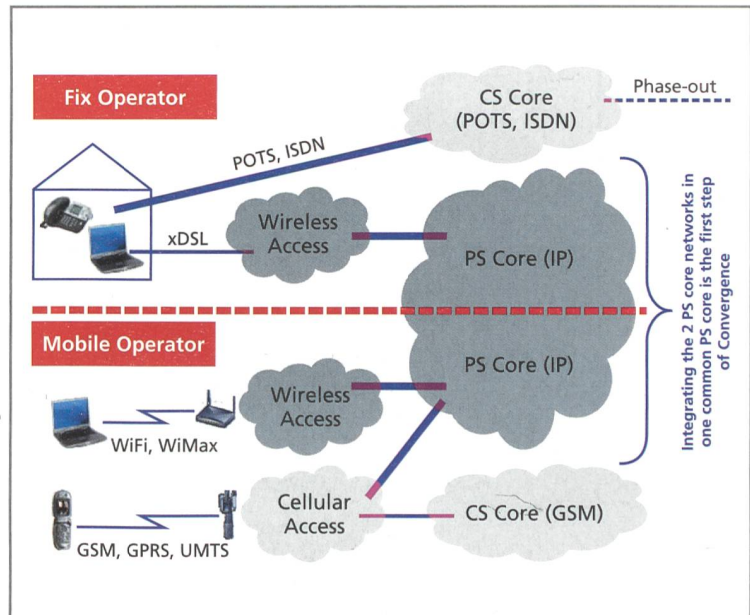 Fix Operator
CS Core
(POTS, ISDN)
Phase-out
POTS, ISDN
xDSL
Wireless
Access
PS Core (IP)
Mobile Operator
Wireless
Access
PS Core (IP)
WiFi, WiMax
Cellular
Access
CS Core (GSM)
GSM, GPRS, UMTS
Integrating the 2 PS core networks in
one common PS core is the first step
of Convergence